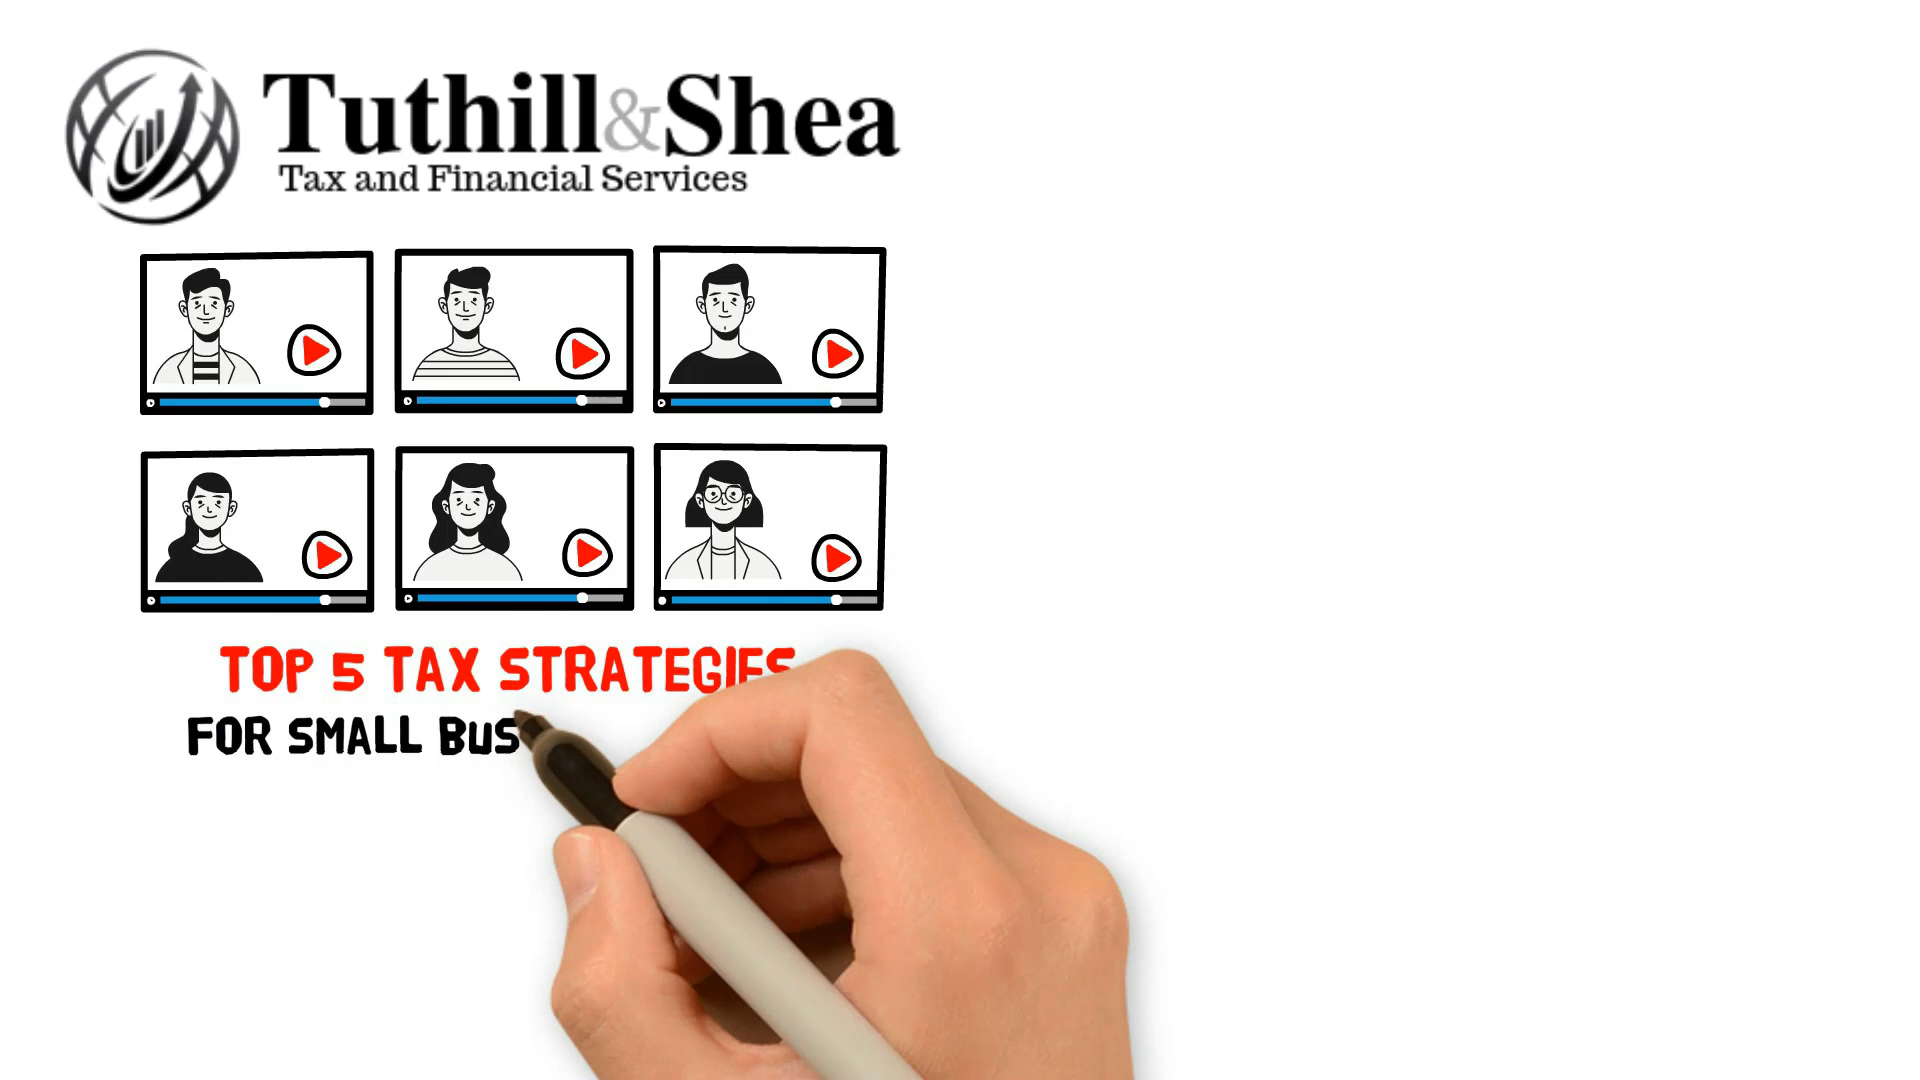 Tuthill&Shea
Tax and Financial Services
TOP 5 TAX STRATEGIES
FOR SMALL BUS